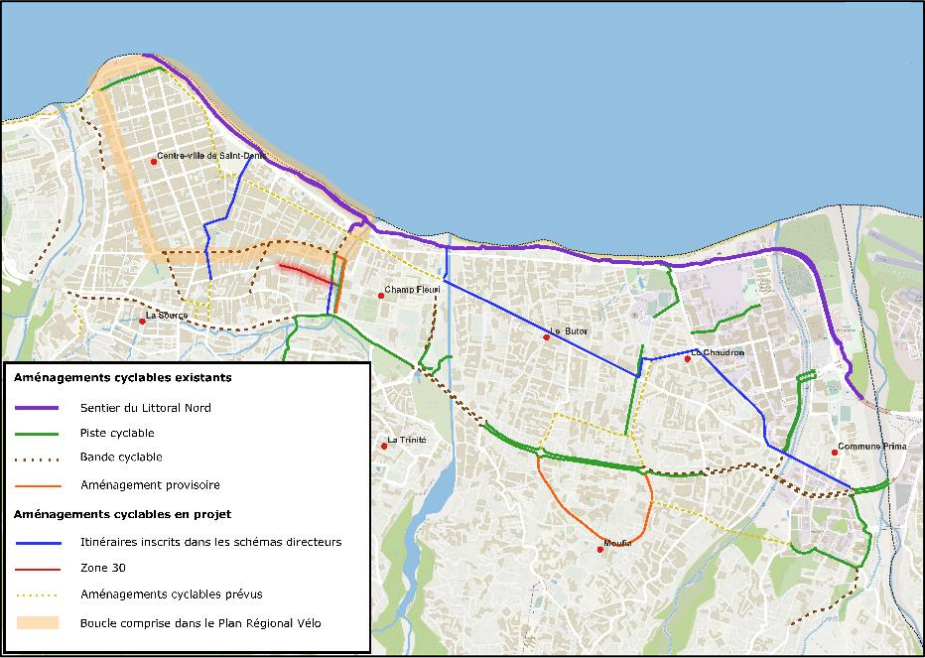 Centre-ville de Saint-Denis
La Source
Champ Fleuri
Le Butor
Le Chaudron
La Trinité
Commune Prima
Moufia
Aménagements cyclables existants
Sentier du Littoral Nord
Piste cyclable
Bande cyclable
Aménagement provisoire
Aménagements cyclables en projet
Itinéraires inscrits dans les schémas directeurs
Zone 30
Aménagements cyclables prévus
Boucle comprise dans le Plan Régional Vélo